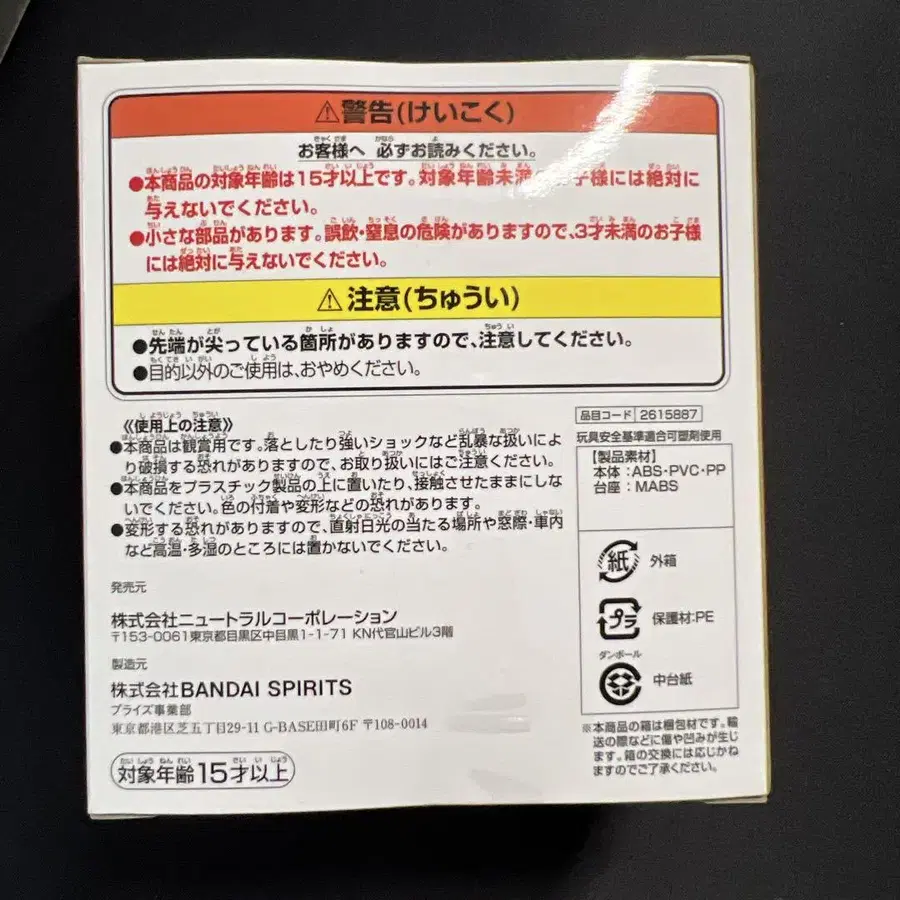 ⚠警告(けいこく)
お客様へ 必ずお読みください。
●本商品の対象年齢は15才以上です。対象年齢未満のお子様には絶対に
与えないでください。
●小さな部品があります。誤飲・窒息の危険がありますので、3才未満のお子様
には絶対に与えないでください。
⚠注意(ちゅうい)
●先端が尖っている箇所がありますので、注意してください。
●目的以外のご使用は、おやめください。
《使用上の注意》
●本商品は観賞用です。落としたり強いショックなど乱暴な扱いによ
り破損する恐れがありますので、お取り扱いにはご注意ください。
●本商品をプラスチック製品の上に置いたり、接触させたままにしな
いでください。色の付着や変形などの恐れがあります。
●変形する恐れがありますので、直射日光の当たる場所や窓際・車内
など高温・多湿のところには置かないでください。
発売元
株式会社ニュートラルコーポレーション
〒153-0061東京都目黒区中目黒1-1-71 KN代官山ビル3階
製造元
株式会社BANDAI SPIRITS
プライズ事業部
東京都港区芝五丁目29-11 G-BASE田町6F 〒108-0014
対象年齢15才以上
品目コード 2615887
玩具安全基準適合可塑剤使用
【製品素材】
本体:ABS・PVC・PP
台座:MABS
紙 外箱
プラ 保護材:PE
ダンボール
中台紙
※本商品の箱は梱包材です。輸
送の際などに傷や凹みが生じ
ます。箱の交換には応じかね
ますのでご了承ください。